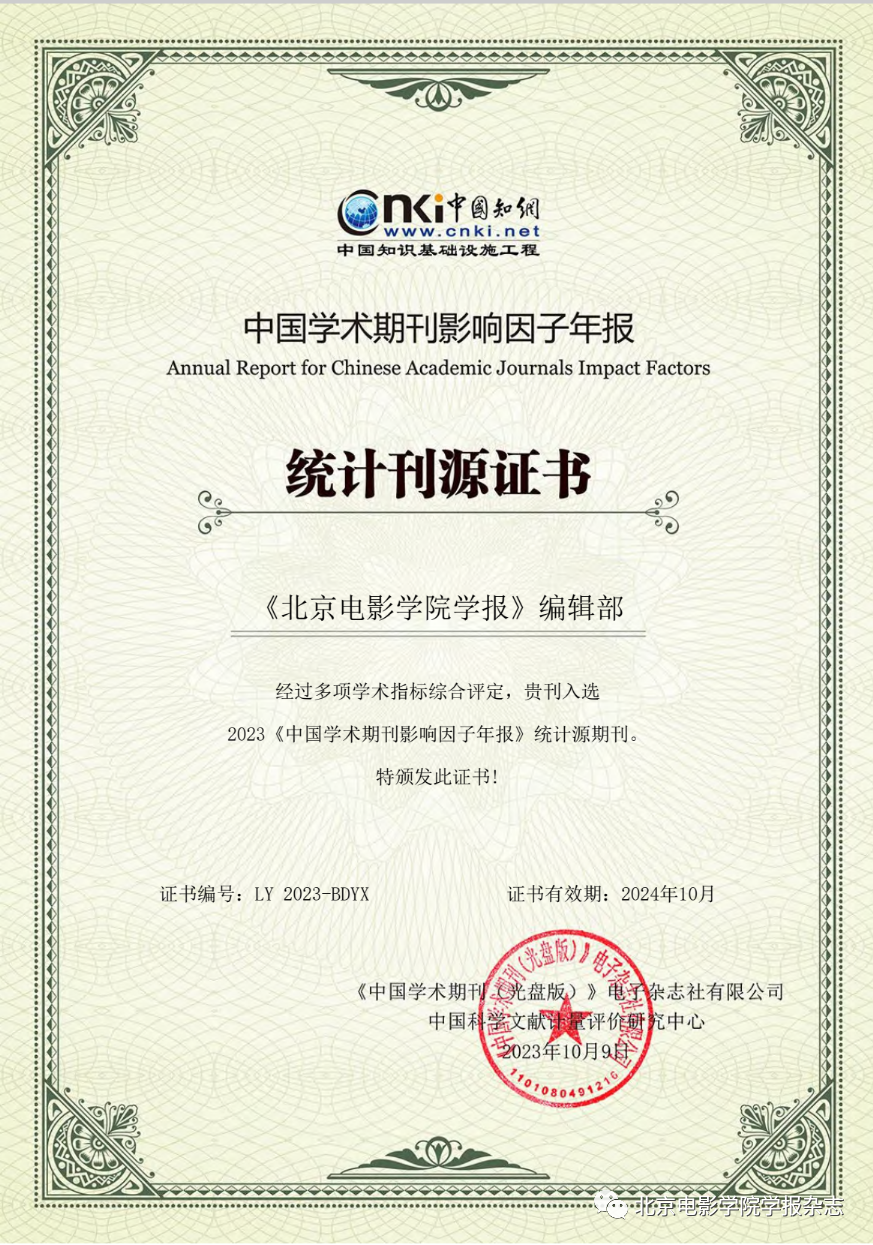 cnki中国知网
www.cnki.net
中国知识基础设施工程
中国学术期刊影响因子年报
Annual Report for Chinese Academic Journals Impact Factors
统计刊源证书
《北京电影学院学报》编辑部
经过多项学术指标综合评定，贵刊入选
2023《中国学术期刊影响因子年报》统计源期刊。
特颁发此证书!
证书编号：LY 2023-BDYX
证书有效期：2024年10月
《中国学术期刊（光盘版）》电子杂志社有限公司
中国科学文献计量评价研究中心
2023年10月9日
《中国学术期刊（光盘版）》电子杂志社有限公司
1101080491216
北京电影学院学报杂志